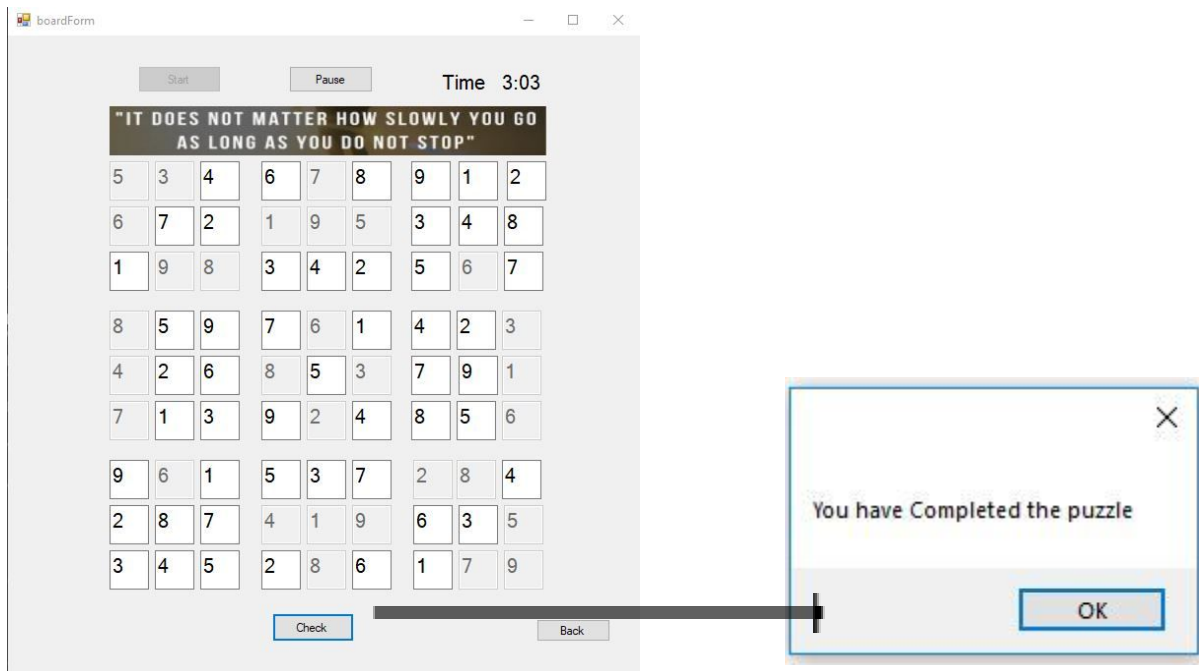 boardForm
Start Pause Time 3:03
"IT DOES NOT MATTER HOW SLOWLY YOU GO
AS LONG AS YOU DO NOT STOP"
5 3 4 6 7 8 9 1 2
6 7 2 1 9 5 3 4 8
1 9 8 3 4 2 5 6 7
8 5 9 7 6 1 4 2 3
4 2 6 8 5 3 7 9 1
7 1 3 9 2 4 8 5 6
9 6 1 5 3 7 2 8 4
2 8 7 4 1 9 6 3 5
3 4 5 2 8 6 1 7 9
Check Back
You have Completed the puzzle
OK